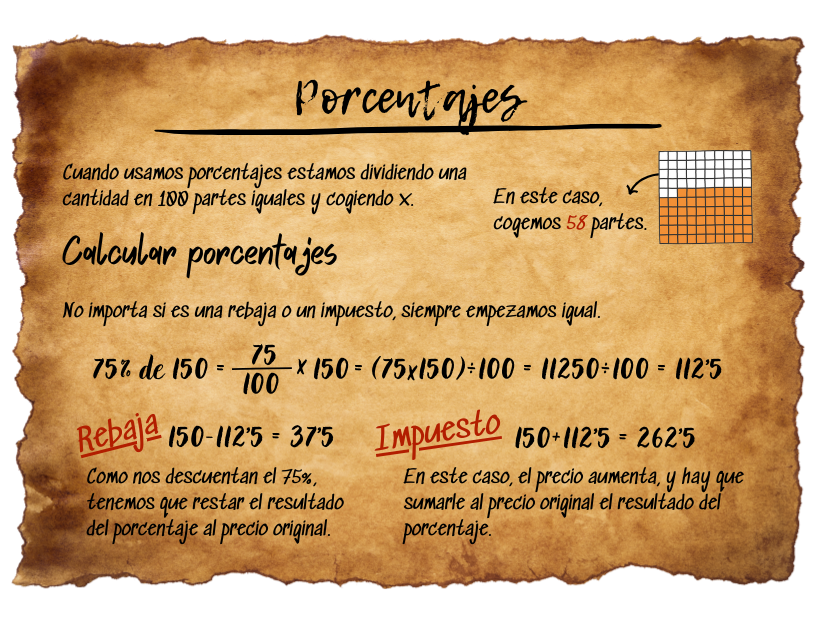 Porcentajes
Cuando usamos porcentajes estamos dividiendo una
cantidad en 100 partes iguales y cogiendo x.
En este caso,
cogemos 58 partes.
Calcular porcentajes
No importa si es una rebaja o un impuesto, siempre empezamos igual.
75% de 150 = 75/100 x 150 = (75x150)÷100 = 11250÷100 = 112'5
Rebaja 150-112'5 = 37'5
Como nos descuentan el 75%,
tenemos que restar el resultado
del porcentaje al precio original.
Impuesto 150+112'5 = 262'5
En este caso, el precio aumenta, y hay que
sumarle al precio original el resultado del
porcentaje.